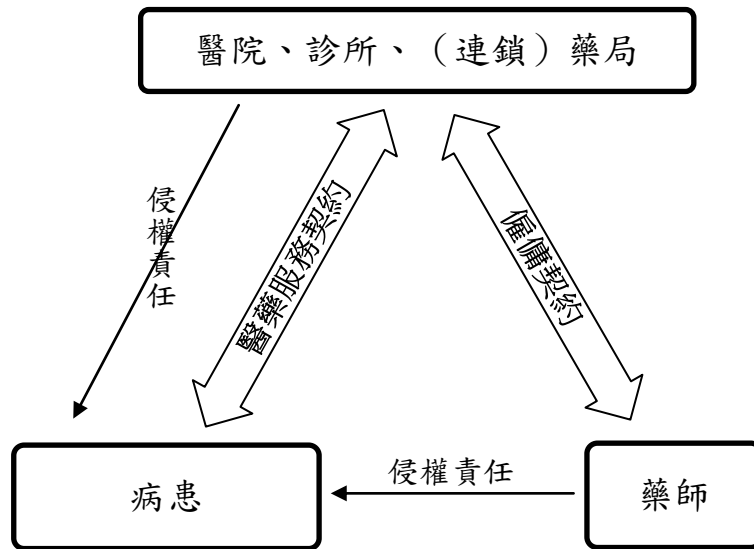 醫院、診所、（連鎖）藥局
侵權責任
醫藥服務契約
僱傭契約
病患
侵權責任
藥師